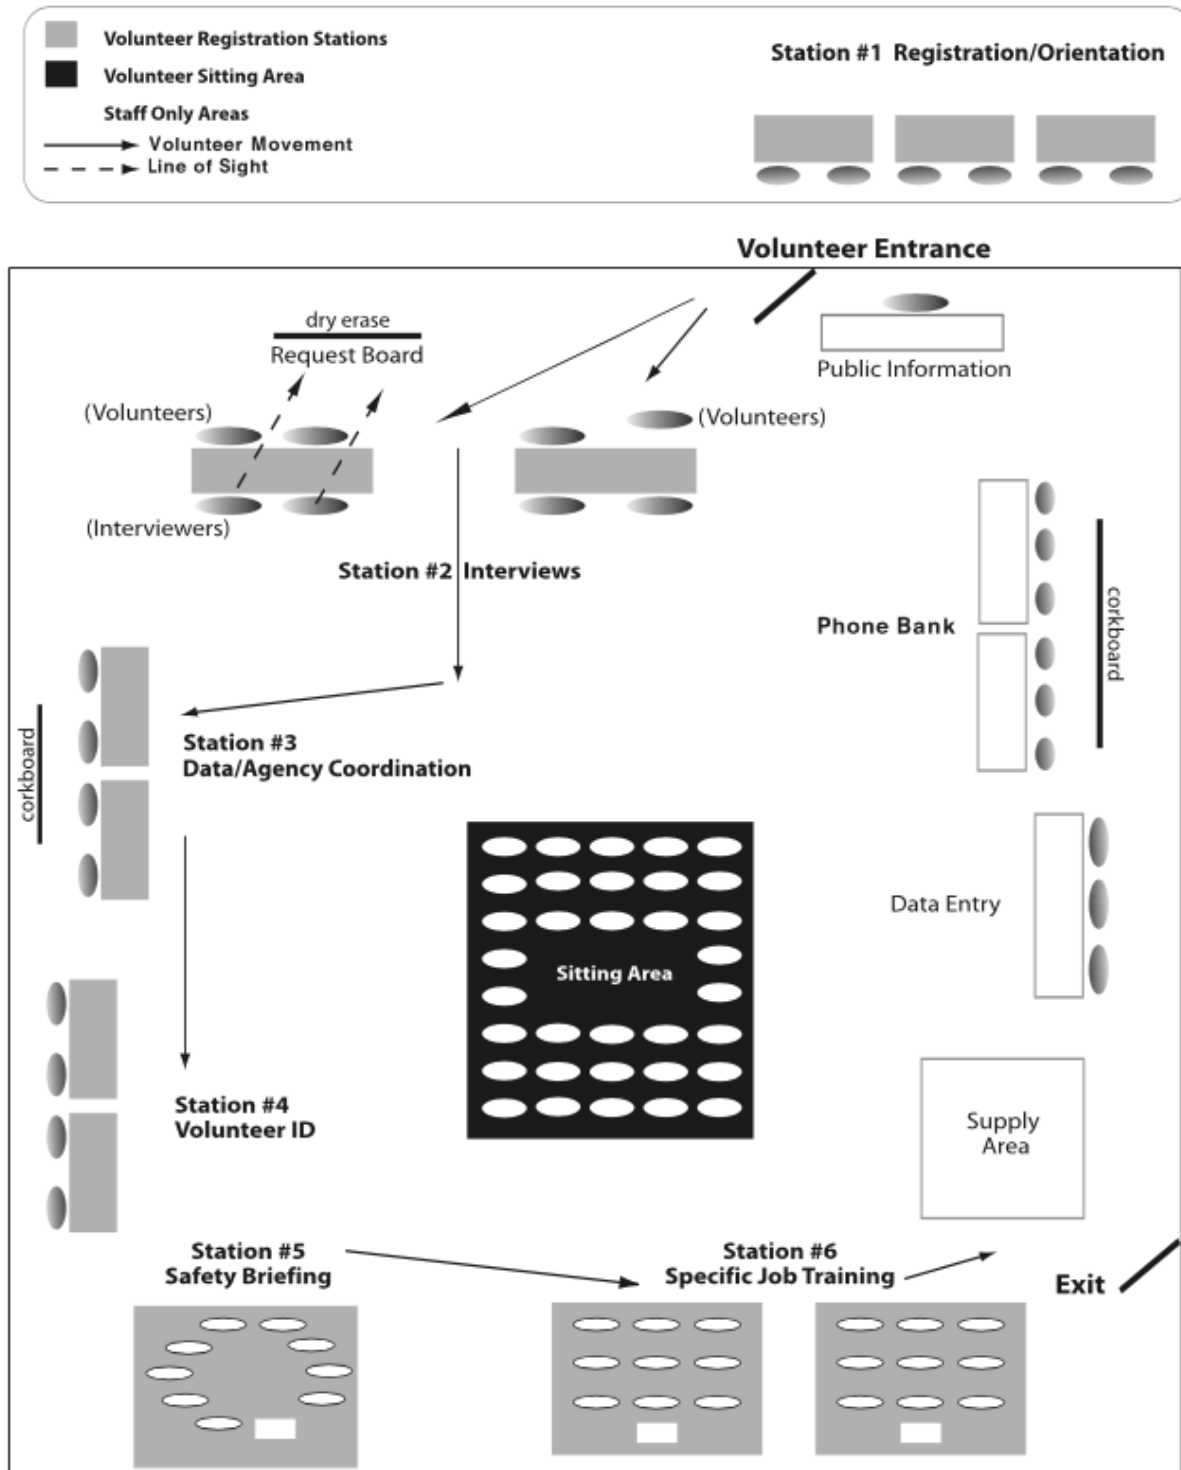 Volunteer Registration Stations
Volunteer Sitting Area
Staff Only Areas
Volunteer Movement
Line of Sight
Station #1 Registration/Orientation
Volunteer Entrance
dry erase
Request Board
Public Information
(Volunteers)
(Volunteers)
(Interviewers)
Station #2 Interviews
Phone Bank
corkboard
corkboard
Station #3
Data/Agency Coordination
Data Entry
Sitting Area
Station #4
Volunteer ID
Supply
Area
Station #5
Safety Briefing
Station #6
Specific Job Training
Exit